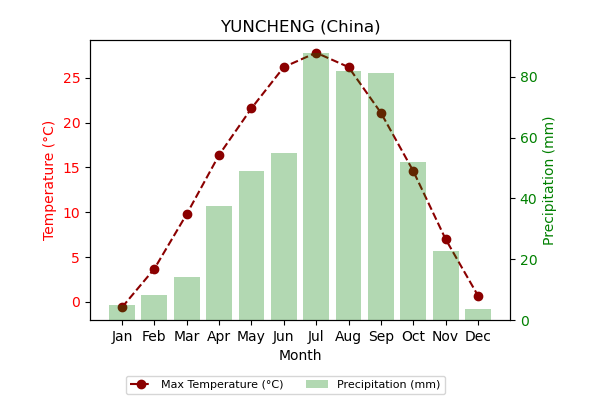 YUNCHENG (China)
Temperature (°C)
25
20
15
10
5
0
80
60
40
20
0
Precipitation (mm)
Jan Feb Mar Apr May Jun Jul Aug Sep Oct Nov Dec
Month
Max Temperature (°C) Precipitation (mm)